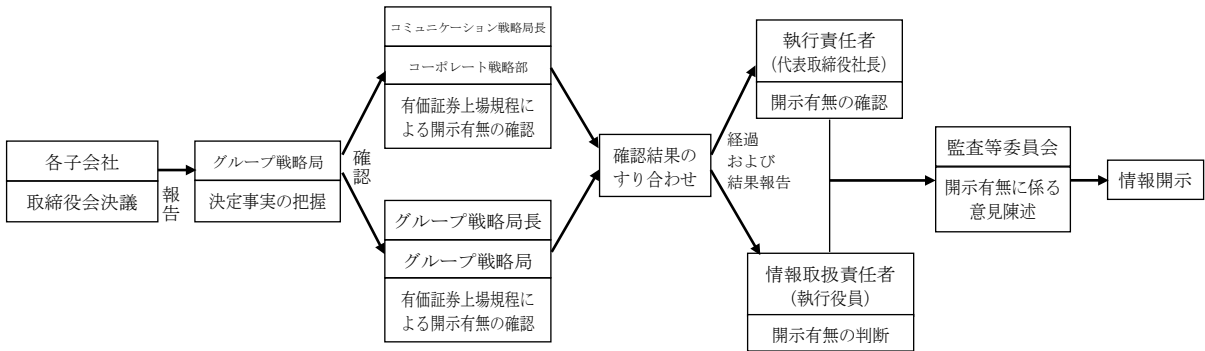 各子会社
取締役会決議
報告
グループ戦略局
決定事実の把握
確認
コミュニケーション戦略局長
コーポレート戦略部
有価証券上場規程に
よる開示有無の確認
グループ戦略局長
グループ戦略局
有価証券上場規程に
よる開示有無の確認
確認結果の
すり合わせ
経過
および
結果報告
執行責任者
(代表取締役社長)
開示有無の確認
情報取扱責任者
(執行役員)
開示有無の判断
監査等委員会
開示有無に係る
意見陳述
情報開示